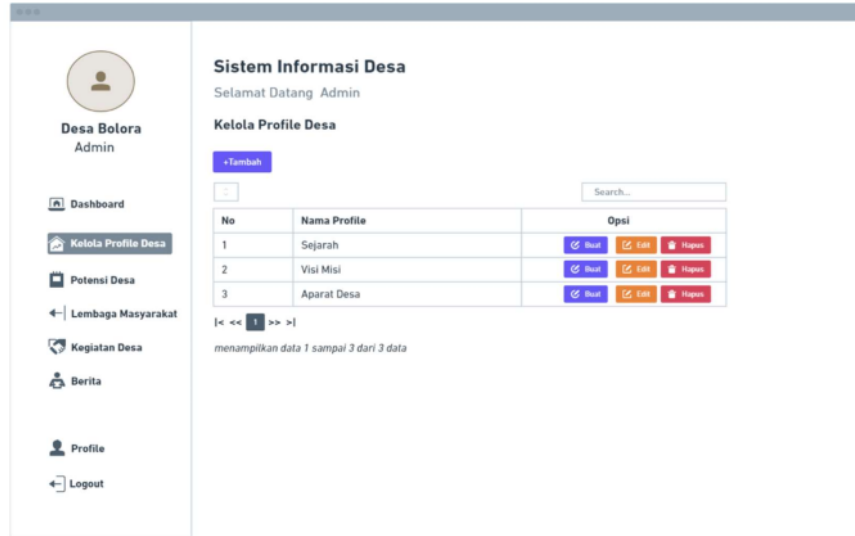 Desa Bolora
Admin
Dashboard
Kelola Profile Desa
Potensi Desa
Lembaga Masyarakat
Kegiatan Desa
Berita
Profile
Logout
Sistem Informasi Desa
Selamat Datang Admin
Kelola Profile Desa
+Tambah
Search...
No Nama Profile Opsi
1 Sejarah Buat Edit Hapus
2 Visi Misi Buat Edit Hapus
3 Aparat Desa Buat Edit Hapus
|< << 1 >> >|
menampilkan data 1 sampai 3 dari 3 data